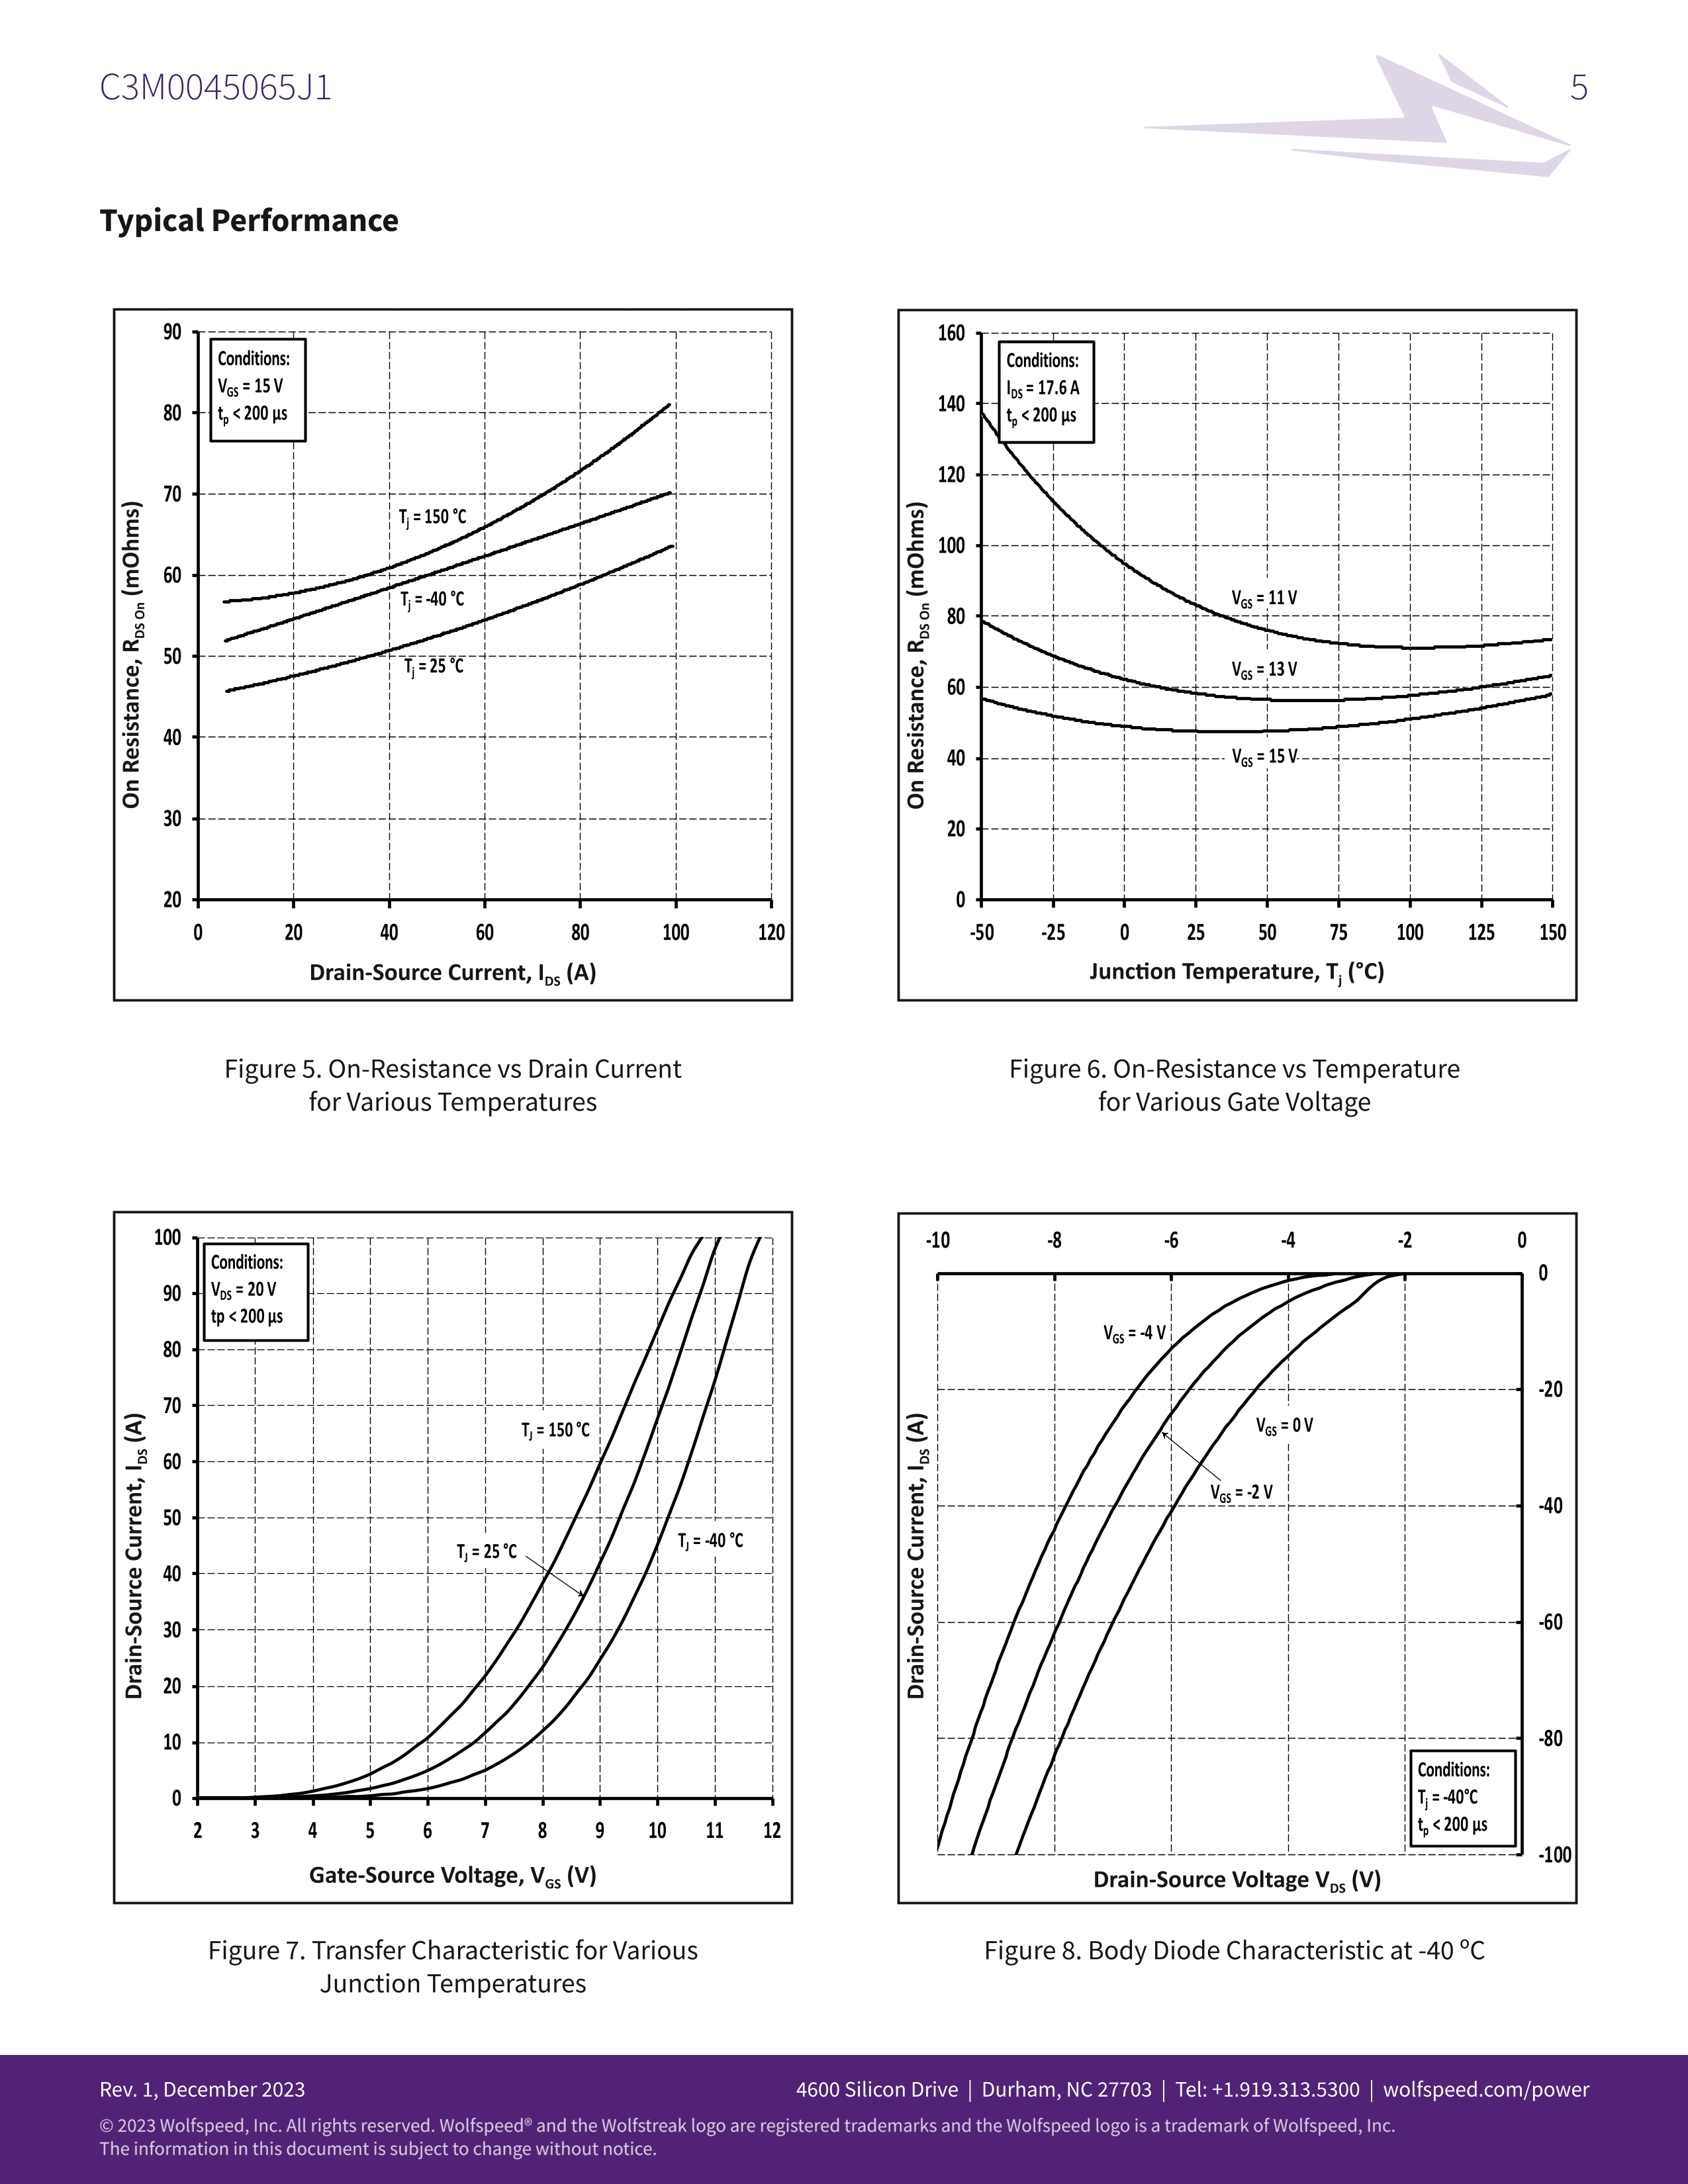 C3M0045065J1
5
Typical Performance
90
80
70
60
50
40
30
20
0
20
40
60
80
100
120
On Resistance, RDS On (mOhms)
Drain-Source Current, IDS (A)
Conditions:
VGS = 15 V
tp < 200 µs
Tj = 150 °C
Tj = -40 °C
Tj = 25 °C
160
140
120
100
80
60
40
20
0
-50
-25
0
25
50
75
100
125
150
On Resistance, RDS On (mOhms)
Junction Temperature, Tj (°C)
Conditions:
IDS = 17.6 A
tp < 200 µs
VGS = 11 V
VGS = 13 V
VGS = 15 V
Figure 5. On-Resistance vs Drain Current
for Various Temperatures
Figure 6. On-Resistance vs Temperature
for Various Gate Voltage
100
90
80
70
60
50
40
30
20
10
0
2
3
4
5
6
7
8
9
10
11
12
Drain-Source Current, IDS (A)
Gate-Source Voltage, VGS (V)
Conditions:
VDS = 20 V
tp < 200 µs
TJ = 150 °C
TJ = 25 °C
TJ = -40 °C
-10
-8
-6
-4
-2
0
0
-20
-40
-60
-80
-100
Drain-Source Current, IDS (A)
Drain-Source Voltage VDS (V)
VGS = -4 V
VGS = 0 V
VGS = -2 V
Conditions:
Tj = -40°C
tp < 200 µs
Figure 7. Transfer Characteristic for Various
Junction Temperatures
Figure 8. Body Diode Characteristic at -40 ºC
Rev. 1, December 2023
4600 Silicon Drive | Durham, NC 27703 | Tel: +1.919.313.5300 | wolfspeed.com/power
© 2023 Wolfspeed, Inc. All rights reserved. Wolfspeed® and the Wolfstreak logo are registered trademarks and the Wolfspeed logo is a trademark of Wolfspeed, Inc.
The information in this document is subject to change without notice.